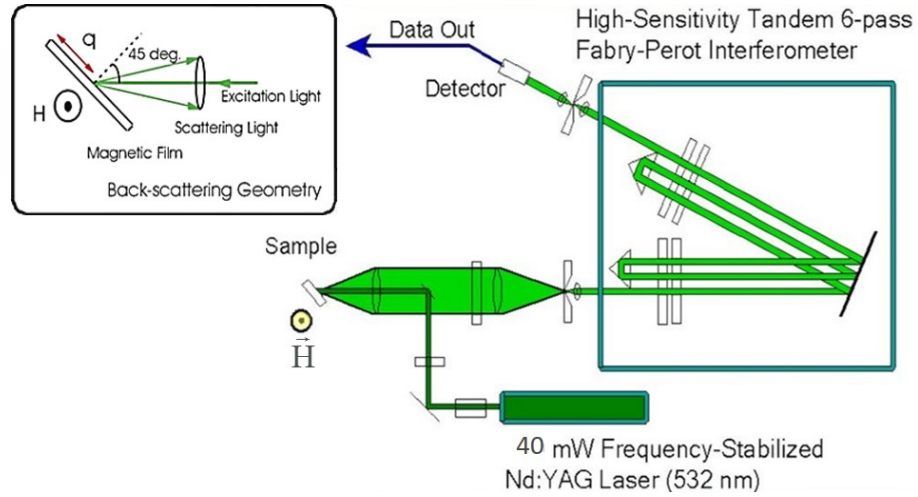 High-Sensitivity Tandem 6-pass
Fabry-Perot Interferometer
Data Out
Detector
q
45 deg.
Excitation Light
H
Scattering Light
Magnetic Film
Back-scattering Geometry
Sample
H
40 mW Frequency-Stabilized
Nd:YAG Laser (532 nm)